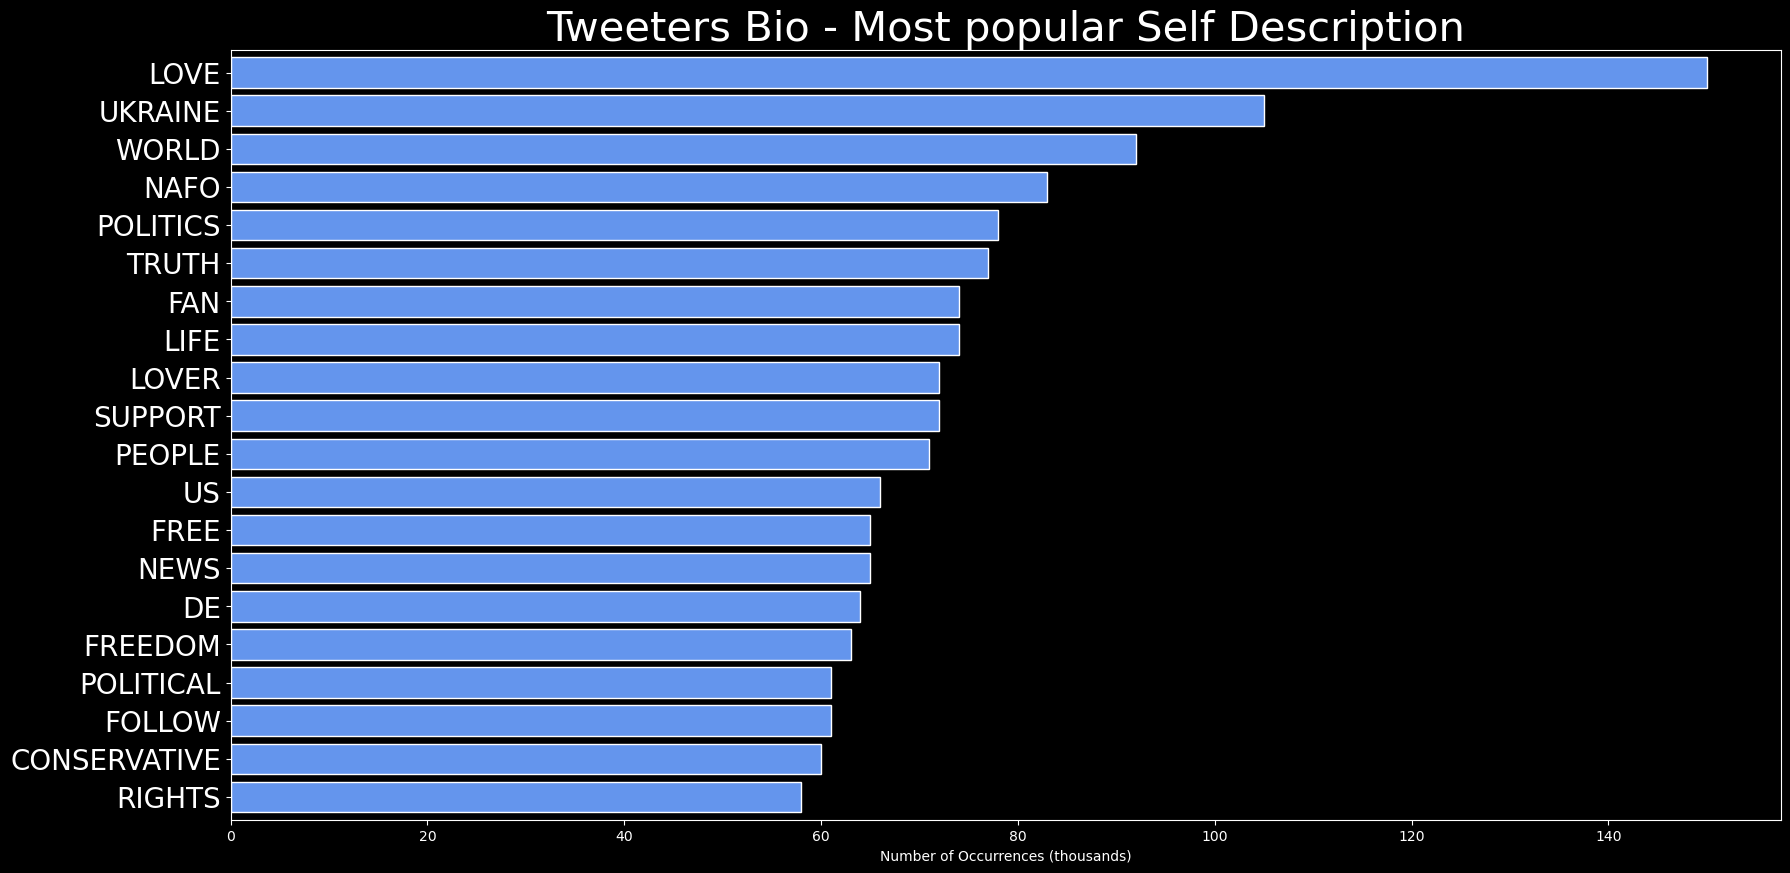 Tweeters Bio - Most popular Self Description
LOVE
UKRAINE
WORLD
NAFO
POLITICS
TRUTH
FAN
LIFE
LOVER
SUPPORT
PEOPLE
US
FREE
NEWS
DE
FREEDOM
POLITICAL
FOLLOW
CONSERVATIVE
RIGHTS
0 20 40 60 80 100 120 140
Number of Occurrences (thousands)